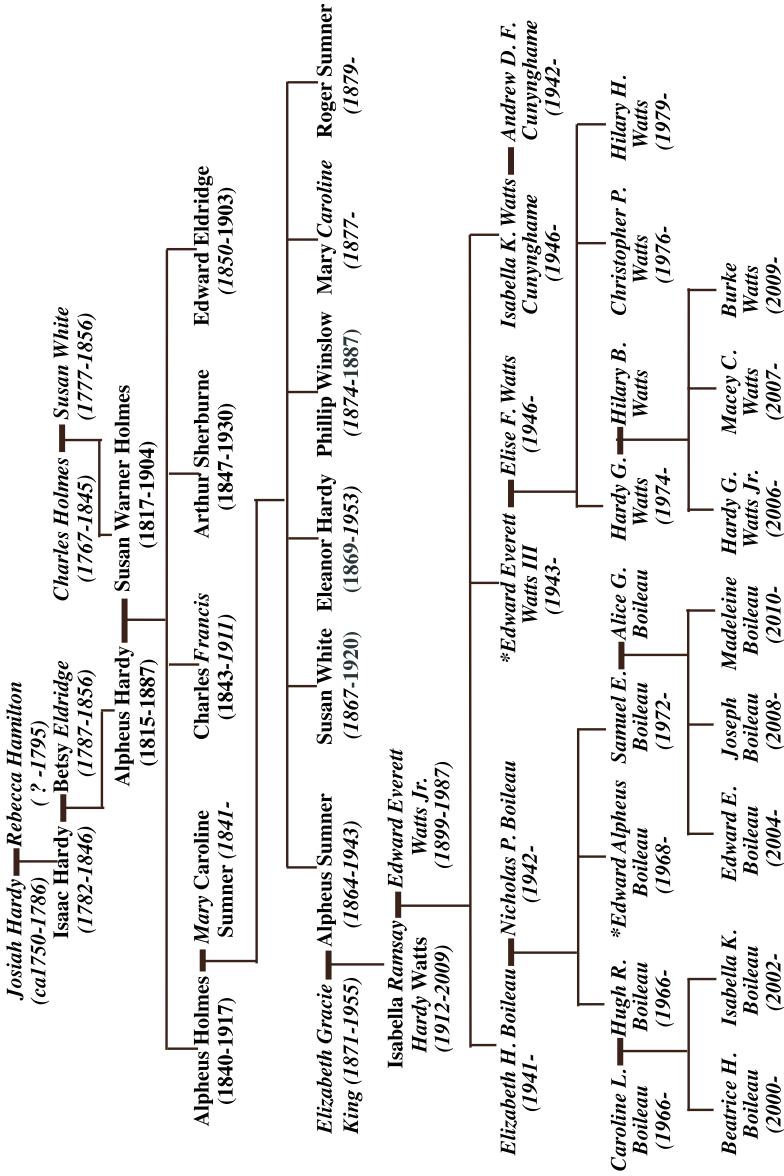 Josiah Hardy Rebecca Hamilton
(ca1750-1786) ( ? -1795)
Isaac Hardy Betsy Eldridge
(1782-1846) (1787-1856)
Charles Holmes Susan White
(1767-1845) (1777-1856)
Alpheus Hardy Susan Warner Holmes
(1815-1887) (1817-1904)
Alpheus Holmes
(1840-1917)
Mary Caroline
Sumner (1841-
Charles Francis
(1843-1911)
Arthur Sherburne
(1847-1930)
Edward Eldridge
(1850-1903)
Elizabeth Gracie
King (1871-1955)
Alpheus Sumner
(1864-1943)
Susan White
(1867-1920)
Eleanor Hardy
(1869-1953)
Phillip Winslow
(1874-1887)
Mary Caroline
(1877-
Roger Sumner
(1879-
Isabella Ramsay
Hardy Watts
(1912-2009)
Edward Everett
Watts Jr.
(1899-1987)
Elizabeth H. Boileau
(1941-
Nicholas P. Boileau
(1942-
*Edward Everett
Watts III
(1943-
Elise F. Watts
(1946-
Isabella K. Watts
Cunynghame
(1946-
Andrew D. F.
Cunynghame
(1942-
Caroline L.
Boileau
(1966-
Hugh R.
Boileau
(1966-
*Edward Alpheus
Boileau
(1968-
Samuel E.
Boileau
(1972-
Alice G.
Boileau
Hardy G.
Watts
(1974-
Hilary B.
Watts
Christopher P.
Watts
(1976-
Hilary H.
Watts
(1979-
Beatrice H.
Boileau
(2000-
Isabella K.
Boileau
(2002-
Edward E.
Boileau
(2004-
Joseph
Boileau
(2008-
Madeleine
Boileau
(2010-
Hardy G.
Watts Jr.
(2006-
Macey C.
Watts
(2007-
Burke
Watts
(2009-